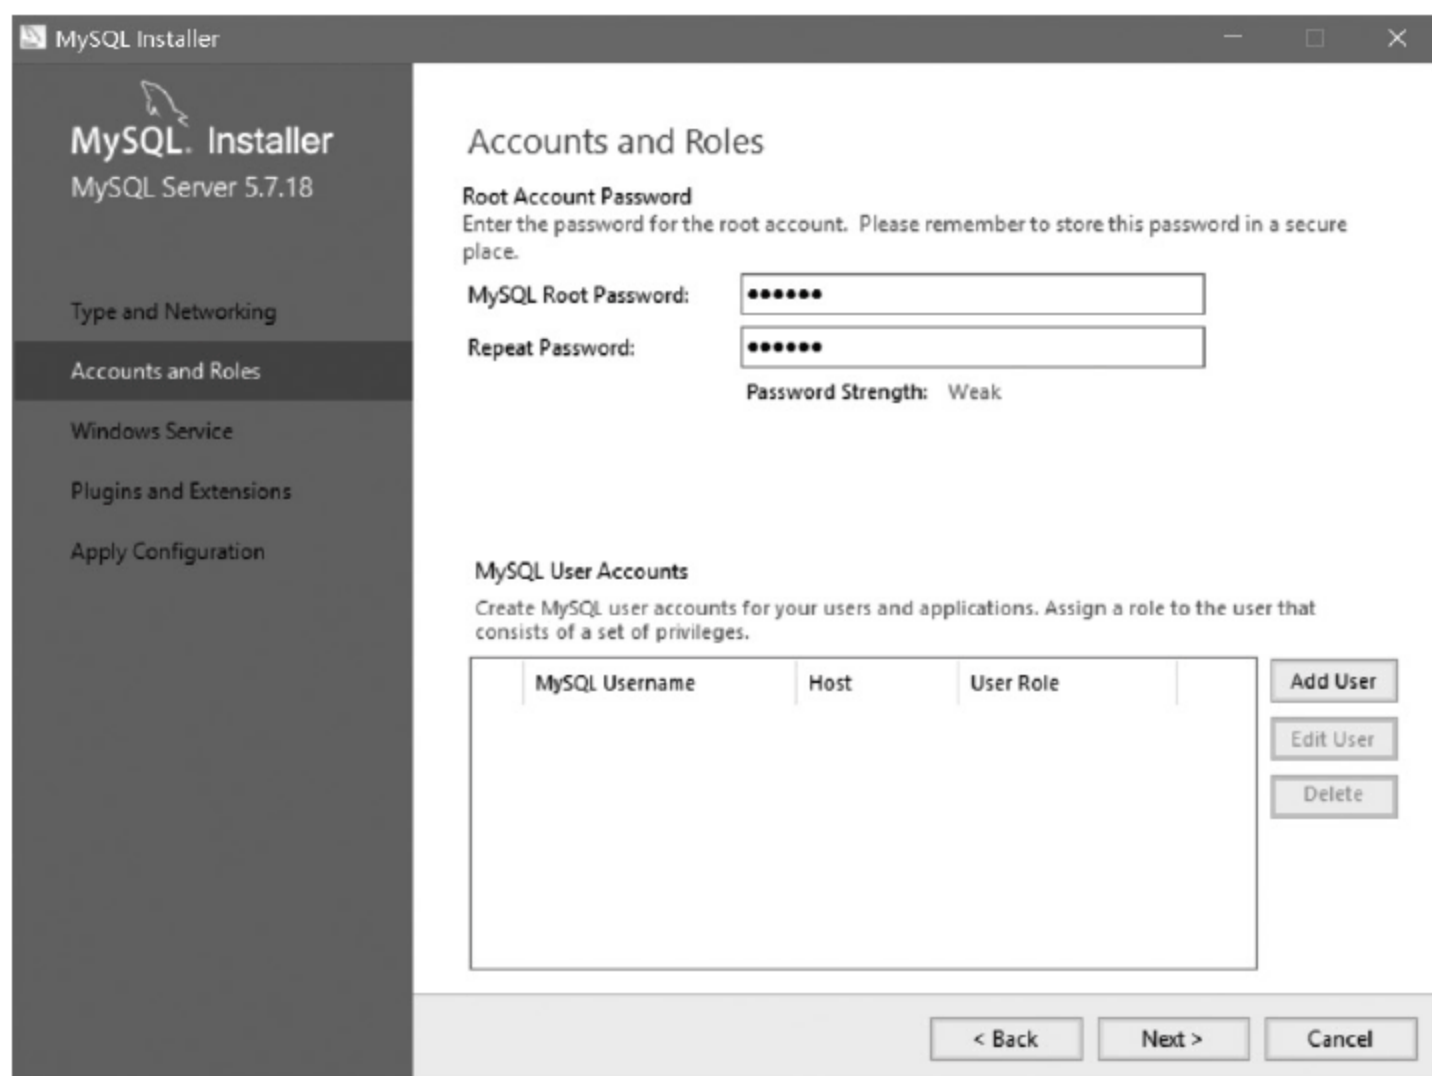 MySQL Installer
MySQL. Installer
MySQL Server 5.7.18
Type and Networking
Accounts and Roles
Windows Service
Plugins and Extensions
Apply Configuration
Accounts and Roles
Root Account Password
Enter the password for the root account. Please remember to store this password in a secure
place.
MySQL Root Password: ●●●●●●
Repeat Password: ●●●●●●
Password Strength: Weak
MySQL User Accounts
Create MySQL user accounts for your users and applications. Assign a role to the user that
consists of a set of privileges.
MySQL Username Host User Role
Add User
Edit User
Delete
< Back Next > Cancel